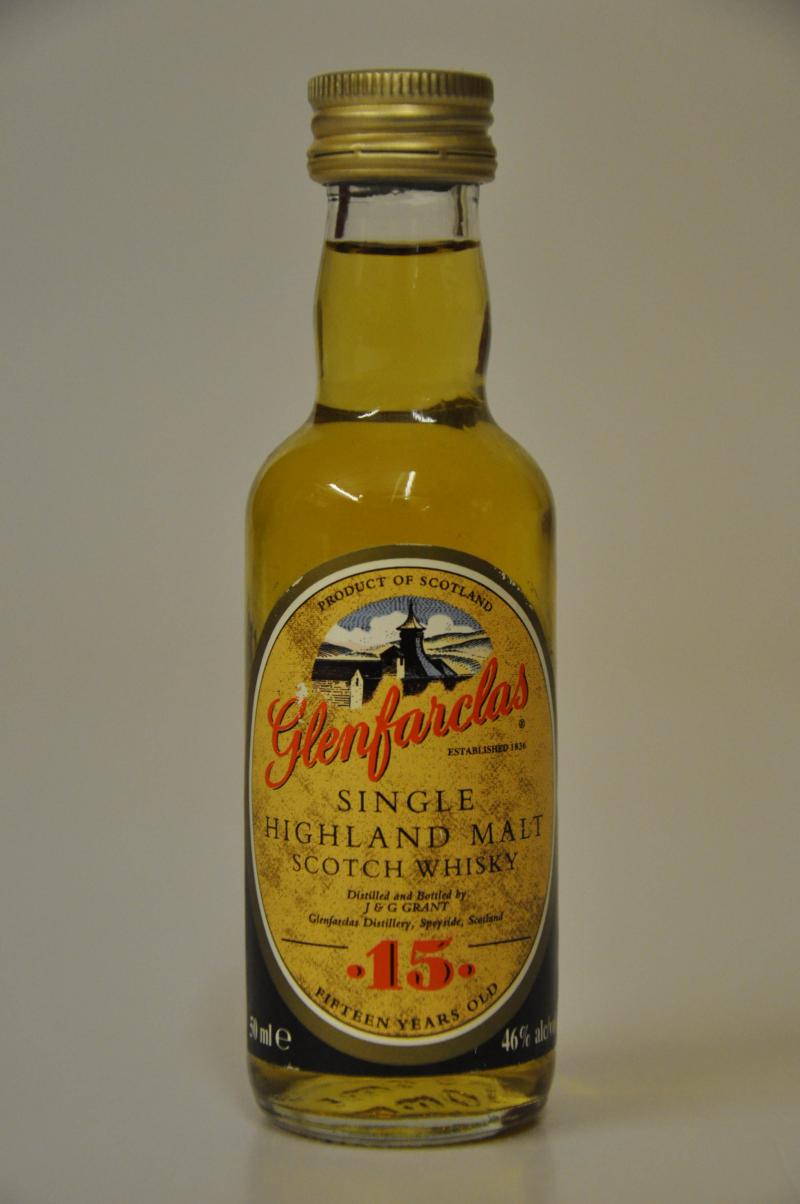 PRODUCT OF SCOTLAND
Glenfarclas
®
ESTABLISHED 1836
SINGLE
HIGHLAND MALT
SCOTCH WHISKY
Distilled and Bottled by
J & G GRANT
Glenfarclas Distillery, Speyside, Scotland
·15·
FIFTEEN YEARS OLD
50 ml e
46% alc/vol